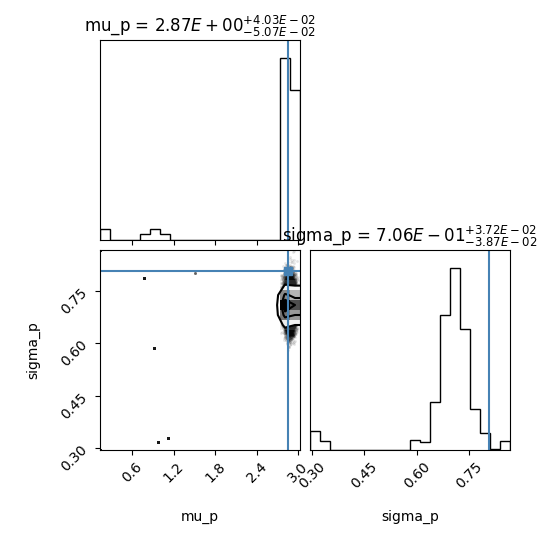 mu_p = 2.87E + 00+4.03E − 02
−5.07E − 02
sigma_p = 7.06E − 01+3.72E − 02
−3.87E − 02
sigma_p
0.75
0.60
0.45
0.30
0.6 1.2 1.8 2.4 3.0
mu_p
0.30 0.45 0.60 0.75
sigma_p